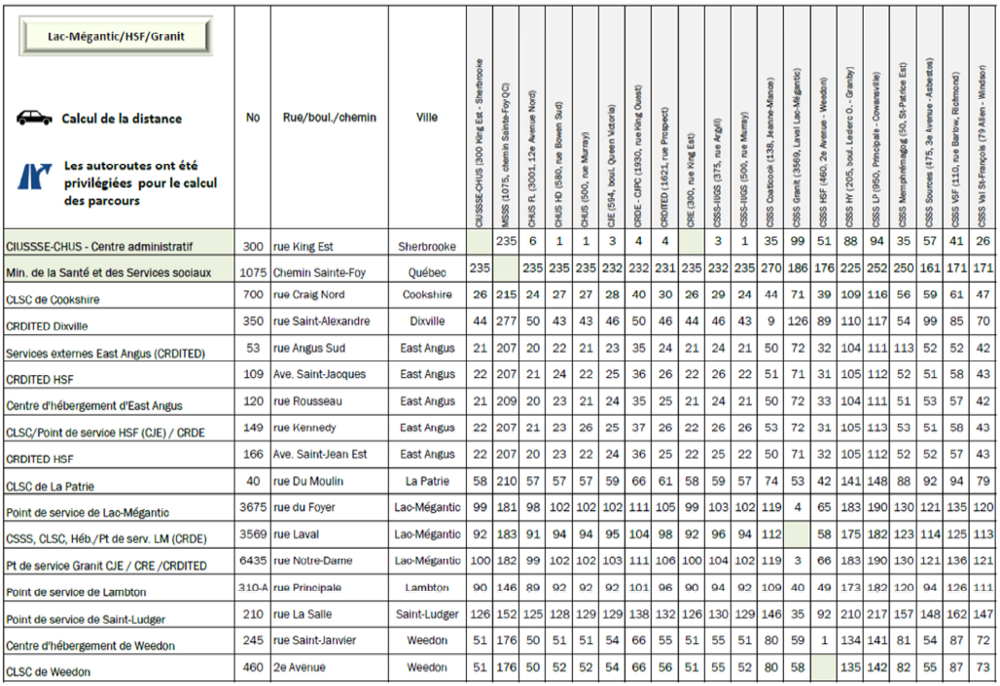 Lac-Mégantic/HSF/Granit
Calcul de la distance
Les autoroutes ont été
privilégiées pour le calcul
des parcours
No Rue/boul./chemin Ville
CIUSSSE-CHUS (300 King Est - Sherbrooke
MSSS (1075, chemin Sainte-Foy QC)
CHUS FL (3001, 12e Avenue Nord)
CHUS HD (580, rue Bowen Sud)
CHUS (500, rue Murray)
CJE (594, boul. Queen Victoria)
CRDE - CJPC (1930, rue King Ouest)
CRDITED (1621, rue Prospect)
CRE (300, rue King Est)
CSSS-IUGS (375, rue Argyll)
CSSS-IUGS (500, rue Murray)
CSSS Coaticook (138, Jeanne-Mance)
CSSS Granit (3569, Laval Lac-Mégantic)
CSSS HSF (460, 2e Avenue - Weedon)
CSSS HY (205, boul. Leclerc O. - Granby)
CSSS LP (950, Principale - Cowansville)
CSSS Memphrémagog (50, St-Patrice Est)
CSSS Sources (475, 3e Avenue - Asbestos)
CSSS VSF (110, rue Barlow, Richmond)
CSSS Val St-François (79 Allen - Windsor)
CIUSSSE-CHUS - Centre administratif 300 rue King Est Sherbrooke 235 6 1 1 3 4 4 3 1 35 99 51 88 94 35 57 41 26
Min. de la Santé et des Services sociaux 1075 Chemin Sainte-Foy Québec 235 235 235 235 232 232 231 235 232 235 270 186 176 225 252 250 161 171 171
CLSC de Cookshire 700 rue Craig Nord Cookshire 26 215 24 27 27 28 40 30 26 29 24 44 71 39 109 116 56 59 61 47
CRDITED Dixville 350 rue Saint-Alexandre Dixville 44 277 50 43 43 46 50 46 44 46 43 9 126 89 110 117 54 99 85 70
Services externes East Angus (CRDITED) 53 rue Angus Sud East Angus 21 207 20 22 21 23 35 24 21 24 21 50 72 32 104 111 113 52 52 42
CRDITED HSF 109 Ave. Saint-Jacques East Angus 22 207 21 24 22 25 36 26 22 26 22 51 71 31 105 112 52 51 58 43
Centre d'hébergement d'East Angus 120 rue Rousseau East Angus 21 209 20 23 21 24 35 25 21 24 21 50 72 33 104 111 51 53 57 42
CLSC/Point de service HSF (CJE) / CRDE 149 rue Kennedy East Angus 22 207 21 23 26 25 37 26 22 26 26 53 72 31 105 113 53 51 58 43
CRDITED HSF 166 Ave. Saint-Jean Est East Angus 22 207 20 23 22 24 36 25 22 25 22 50 71 32 105 112 52 52 57 43
CLSC de La Patrie 40 rue Du Moulin La Patrie 58 210 57 57 57 59 66 61 58 59 57 74 53 42 141 148 88 92 94 79
Point de service de Lac-Mégantic 3675 rue du Foyer Lac-Mégantic 99 181 98 102 102 102 111 105 99 103 102 119 4 65 183 190 130 121 135 120
CSSS, CLSC, Héb./Pt de serv. LM (CRDE) 3569 rue Laval Lac-Mégantic 92 183 91 94 94 95 104 98 92 96 94 112 58 175 182 123 114 125 113
Pt de service Granit CJE / CRE /CRDITED 6435 rue Notre-Dame Lac-Mégantic 100 182 99 102 102 103 111 106 100 104 102 119 3 66 183 190 130 121 136 121
Point de service de Lambton 310-A rue Principale Lambton 90 146 89 92 92 92 101 96 90 94 92 109 40 49 173 182 120 94 126 111
Point de service de Saint-Ludger 210 rue La Salle Saint-Ludger 126 152 125 128 129 129 138 132 126 130 129 146 35 92 210 217 157 148 162 147
Centre d'hébergement de Weedon 245 rue Saint-Janvier Weedon 51 176 50 51 51 54 66 55 51 55 51 80 59 1 134 141 81 54 87 72
CLSC de Weedon 460 2e Avenue Weedon 51 176 50 52 52 54 66 56 51 55 52 80 58 135 142 82 55 87 73